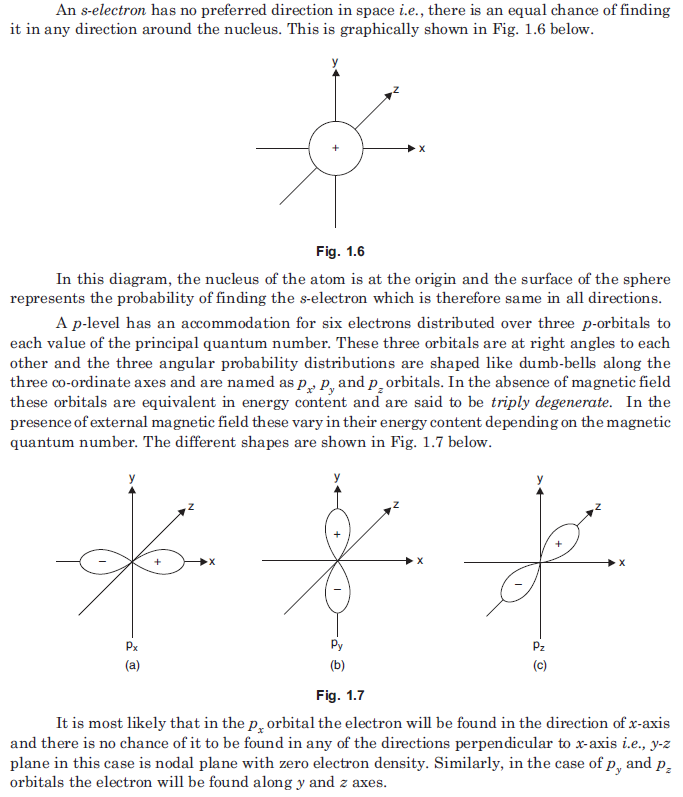 An s-electron has no preferred direction in space i.e., there is an equal chance of finding
it in any direction around the nucleus. This is graphically shown in Fig. 1.6 below.
y
z
+
x
Fig. 1.6
In this diagram, the nucleus of the atom is at the origin and the surface of the sphere
represents the probability of finding the s-electron which is therefore same in all directions.
A p-level has an accommodation for six electrons distributed over three p-orbitals to
each value of the principal quantum number. These three orbitals are at right angles to each
other and the three angular probability distributions are shaped like dumb-bells along the
three co-ordinate axes and are named as px, py and pz orbitals. In the absence of magnetic field
these orbitals are equivalent in energy content and are said to be triply degenerate. In the
presence of external magnetic field these vary in their energy content depending on the magnetic
quantum number. The different shapes are shown in Fig. 1.7 below.
y
z
– + x
px
(a)
y
z
+
x
–
py
(b)
y
z
+
x
–
pz
(c)
Fig. 1.7
It is most likely that in the px orbital the electron will be found in the direction of x-axis
and there is no chance of it to be found in any of the directions perpendicular to x-axis i.e., y-z
plane in this case is nodal plane with zero electron density. Similarly, in the case of py and pz
orbitals the electron will be found along y and z axes.